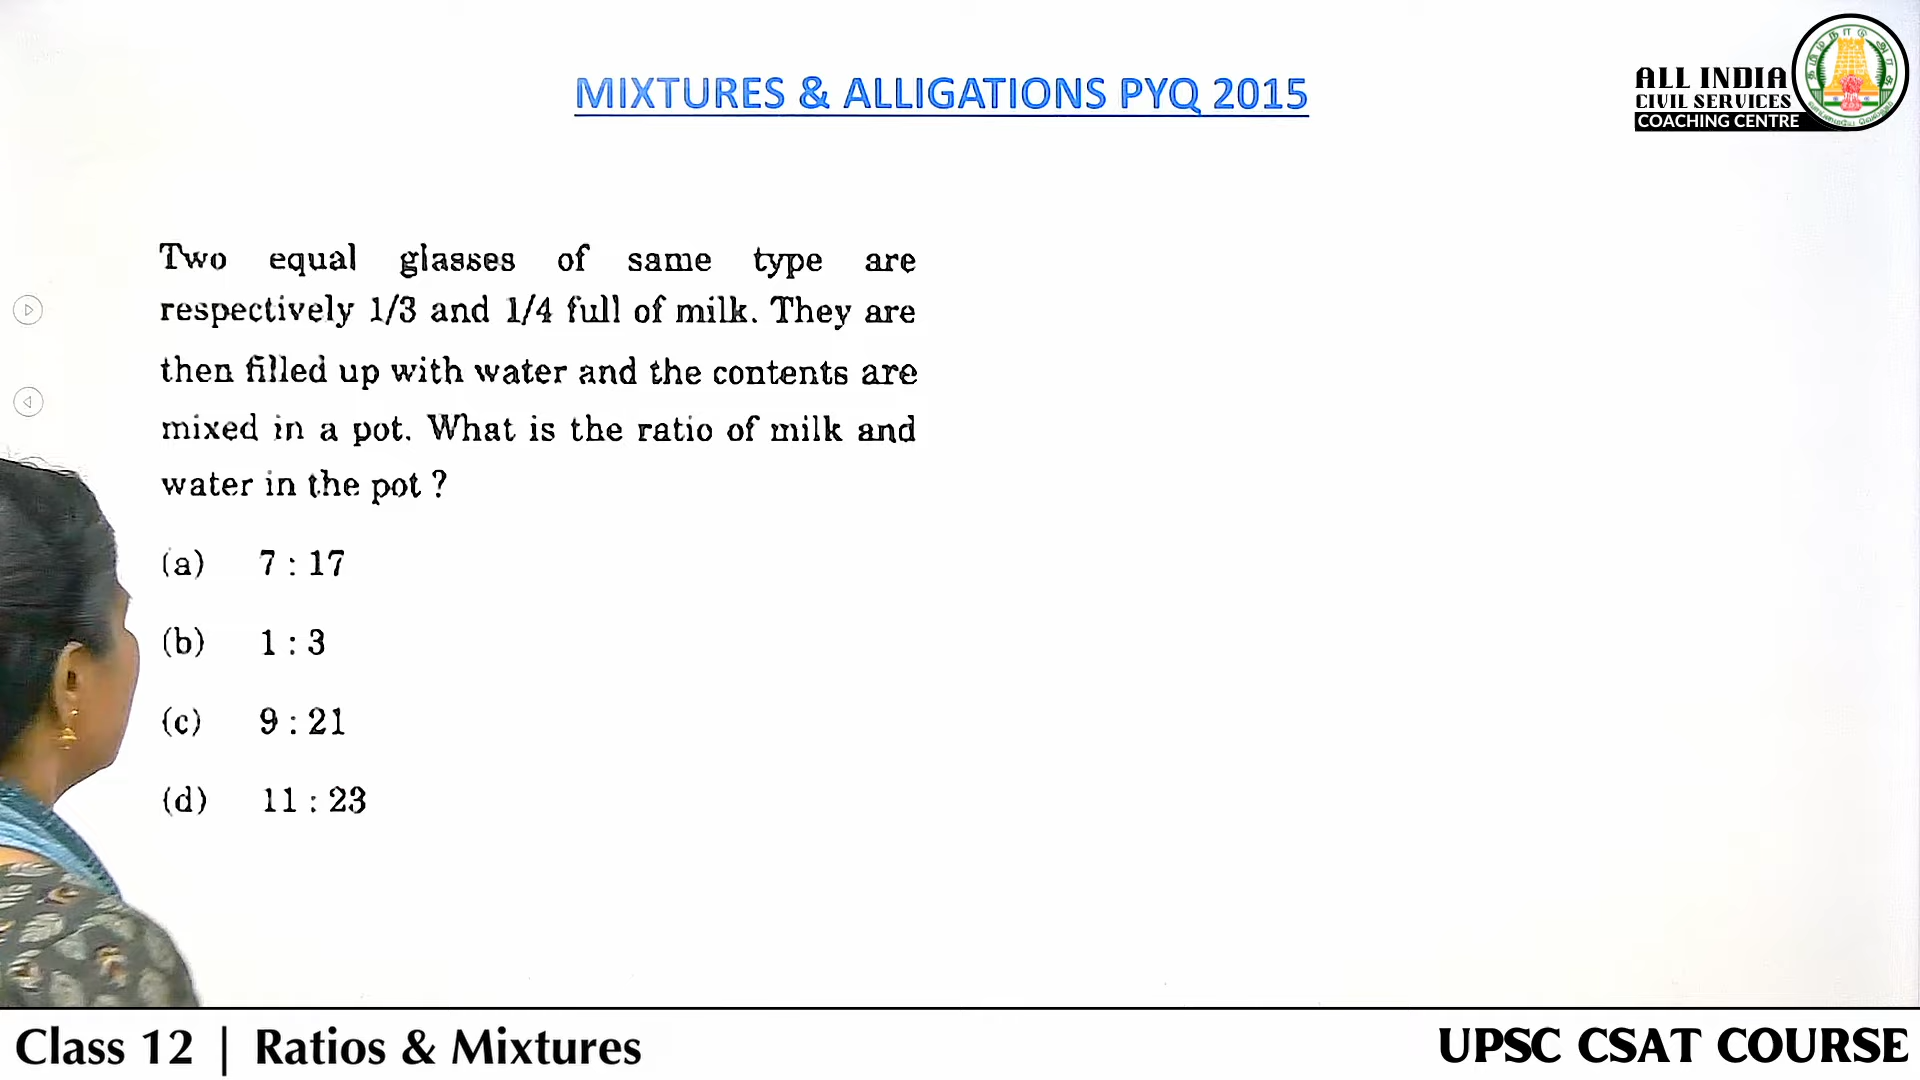 MIXTURES & ALLIGATIONS PYQ 2015
ALL INDIA
CIVIL SERVICES
COACHING CENTRE
Two equal glasses of same type are
respectively 1/3 and 1/4 full of milk. They are
then filled up with water and the contents are
mixed in a pot. What is the ratio of milk and
water in the pot ?
(a) 7 : 17
(b) 1 : 3
(c) 9 : 21
(d) 11 : 23
Class 12 | Ratios & Mixtures
UPSC CSAT COURSE